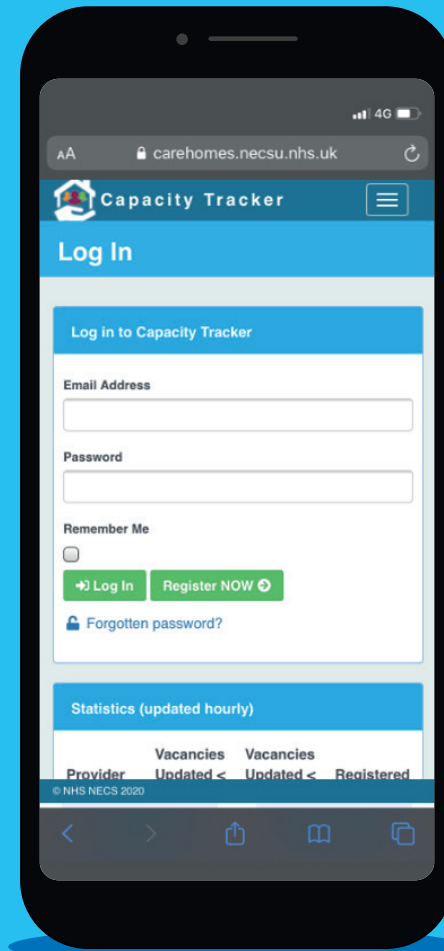 4G
AA carehomes.necsu.nhs.uk
Capacity Tracker
Log In
Log in to Capacity Tracker
Email Address
Password
Remember Me
Log In Register NOW
Forgotten password?
Statistics (updated hourly)
Vacancies Vacancies
Provider Updated < Updated < Registered
© NHS NECS 2020